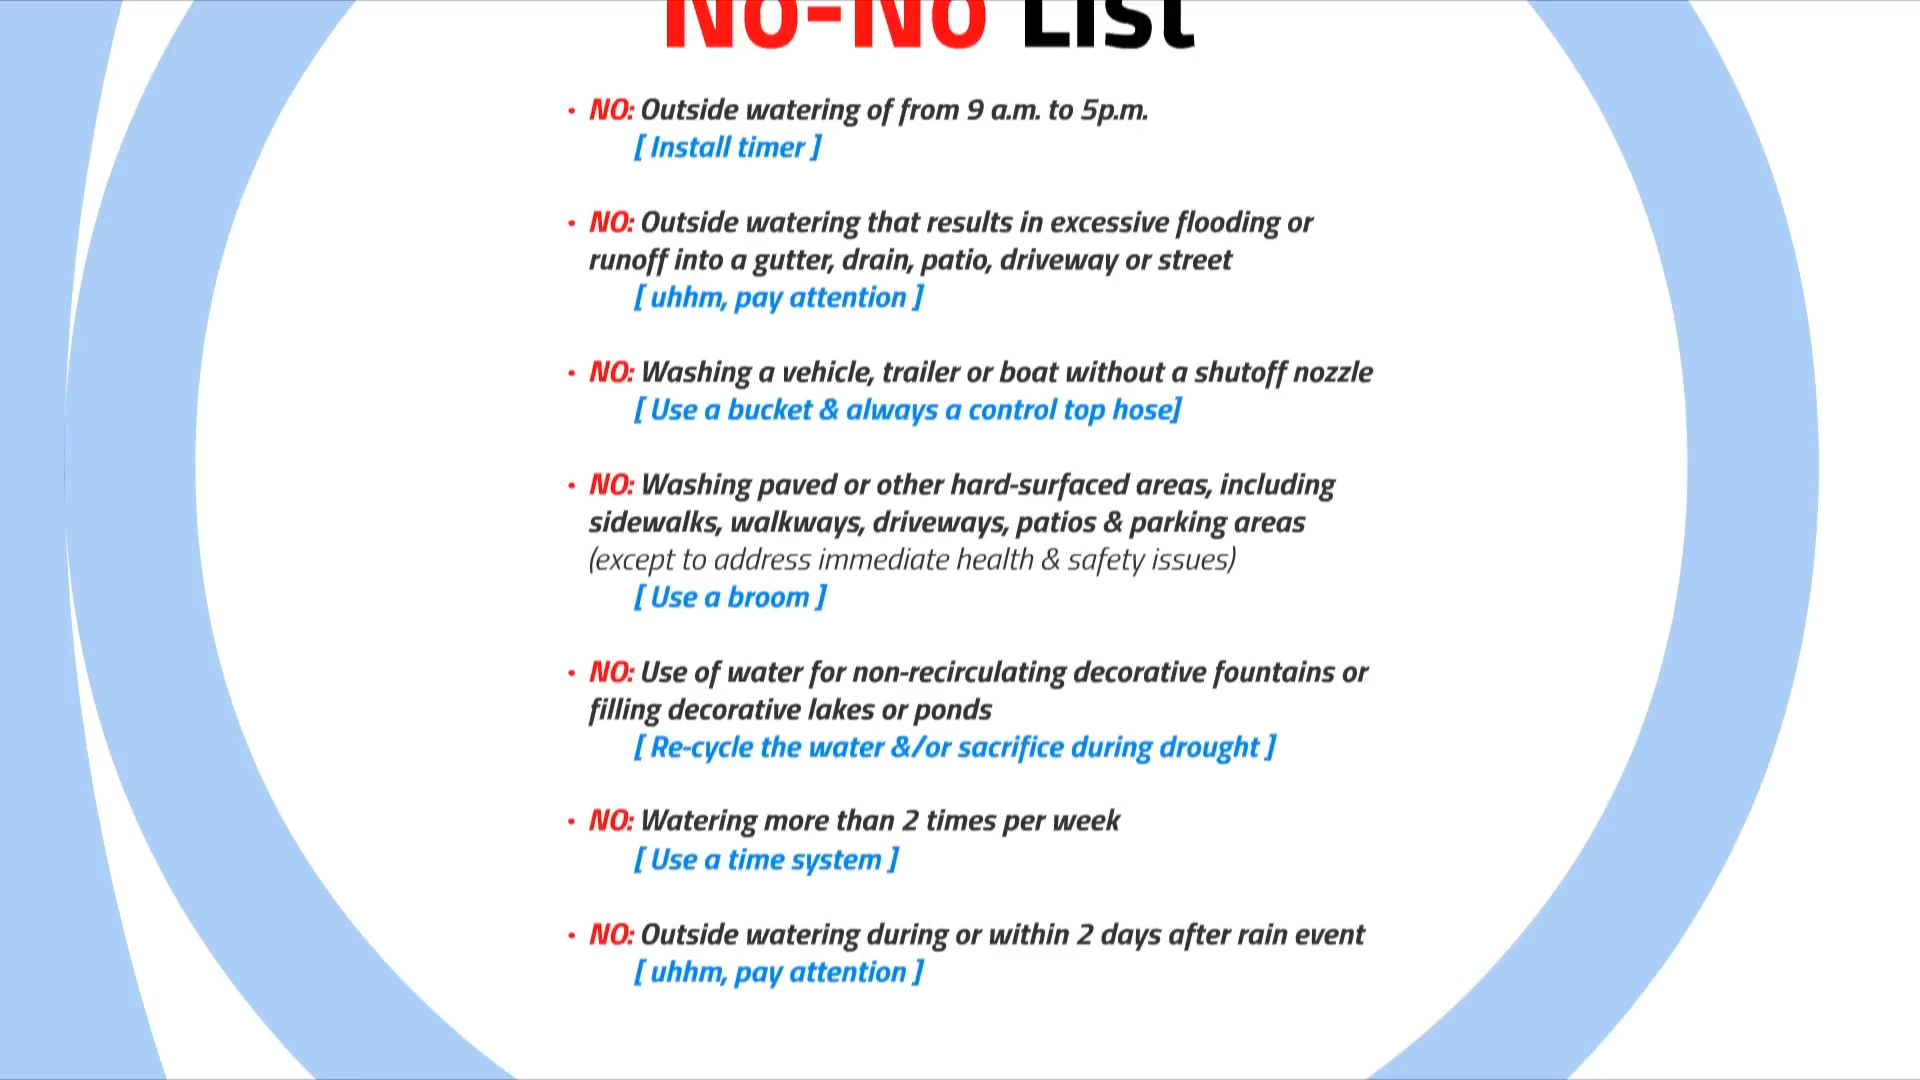 No-No List
• NO: Outside watering of from 9 a.m. to 5p.m.
[ Install timer ]
• NO: Outside watering that results in excessive flooding or
runoff into a gutter, drain, patio, driveway or street
[ uhhm, pay attention ]
• NO: Washing a vehicle, trailer or boat without a shutoff nozzle
[ Use a bucket & always a control top hose]
• NO: Washing paved or other hard-surfaced areas, including
sidewalks, walkways, driveways, patios & parking areas
(except to address immediate health & safety issues)
[ Use a broom ]
• NO: Use of water for non-recirculating decorative fountains or
filling decorative lakes or ponds
[ Re-cycle the water &/or sacrifice during drought ]
• NO: Watering more than 2 times per week
[ Use a time system ]
• NO: Outside watering during or within 2 days after rain event
[ uhhm, pay attention ]